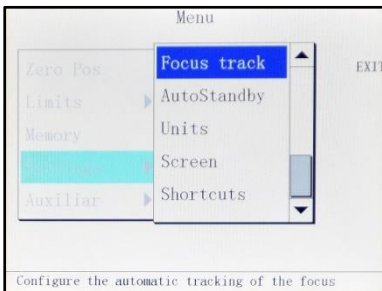 Menu
Zero Pos
Limits
Memory
Auxiliar
Focus track
AutoStandby
Units
Screen
Shortcuts
EXIT
Configure the automatic tracking of the focus